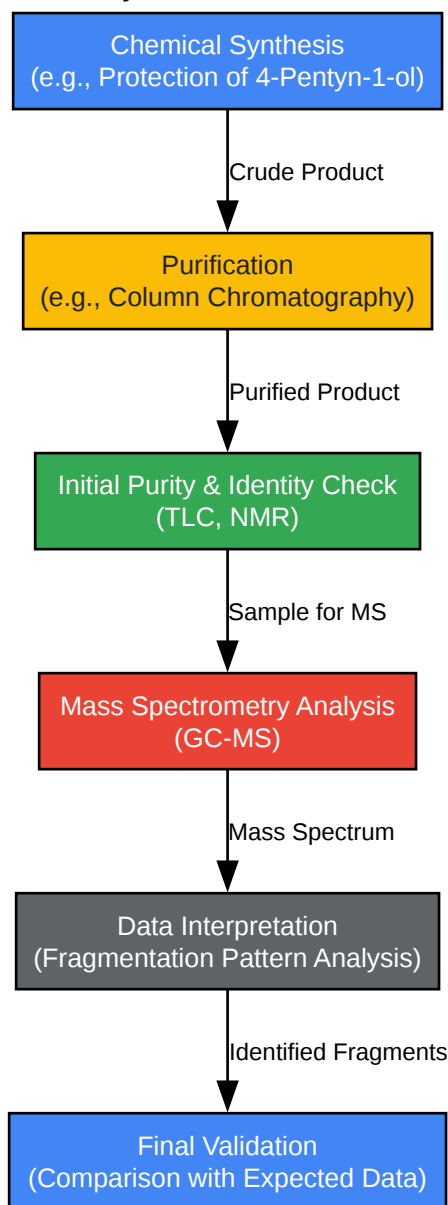 Chemical Synthesis
(e.g., Protection of 4-Pentyn-1-ol)
Crude Product
Purification
(e.g., Column Chromatography)
Purified Product
Initial Purity & Identity Check
(TLC, NMR)
Sample for MS
Mass Spectrometry Analysis
(GC-MS)
Mass Spectrum
Data Interpretation
(Fragmentation Pattern Analysis)
Identified Fragments
Final Validation
(Comparison with Expected Data)